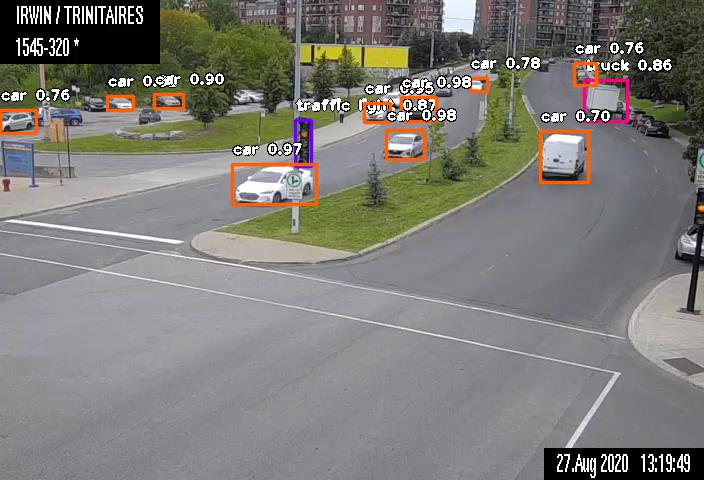 IRWIN / TRINITAIRES
1545-320 *
car 0.78
car 0.76
truck 0.86
car 0.90
car 0.98
car 0.76
0.87
car 0.98
car 0.70
car 0.97
27.Aug 2020 13:19:49